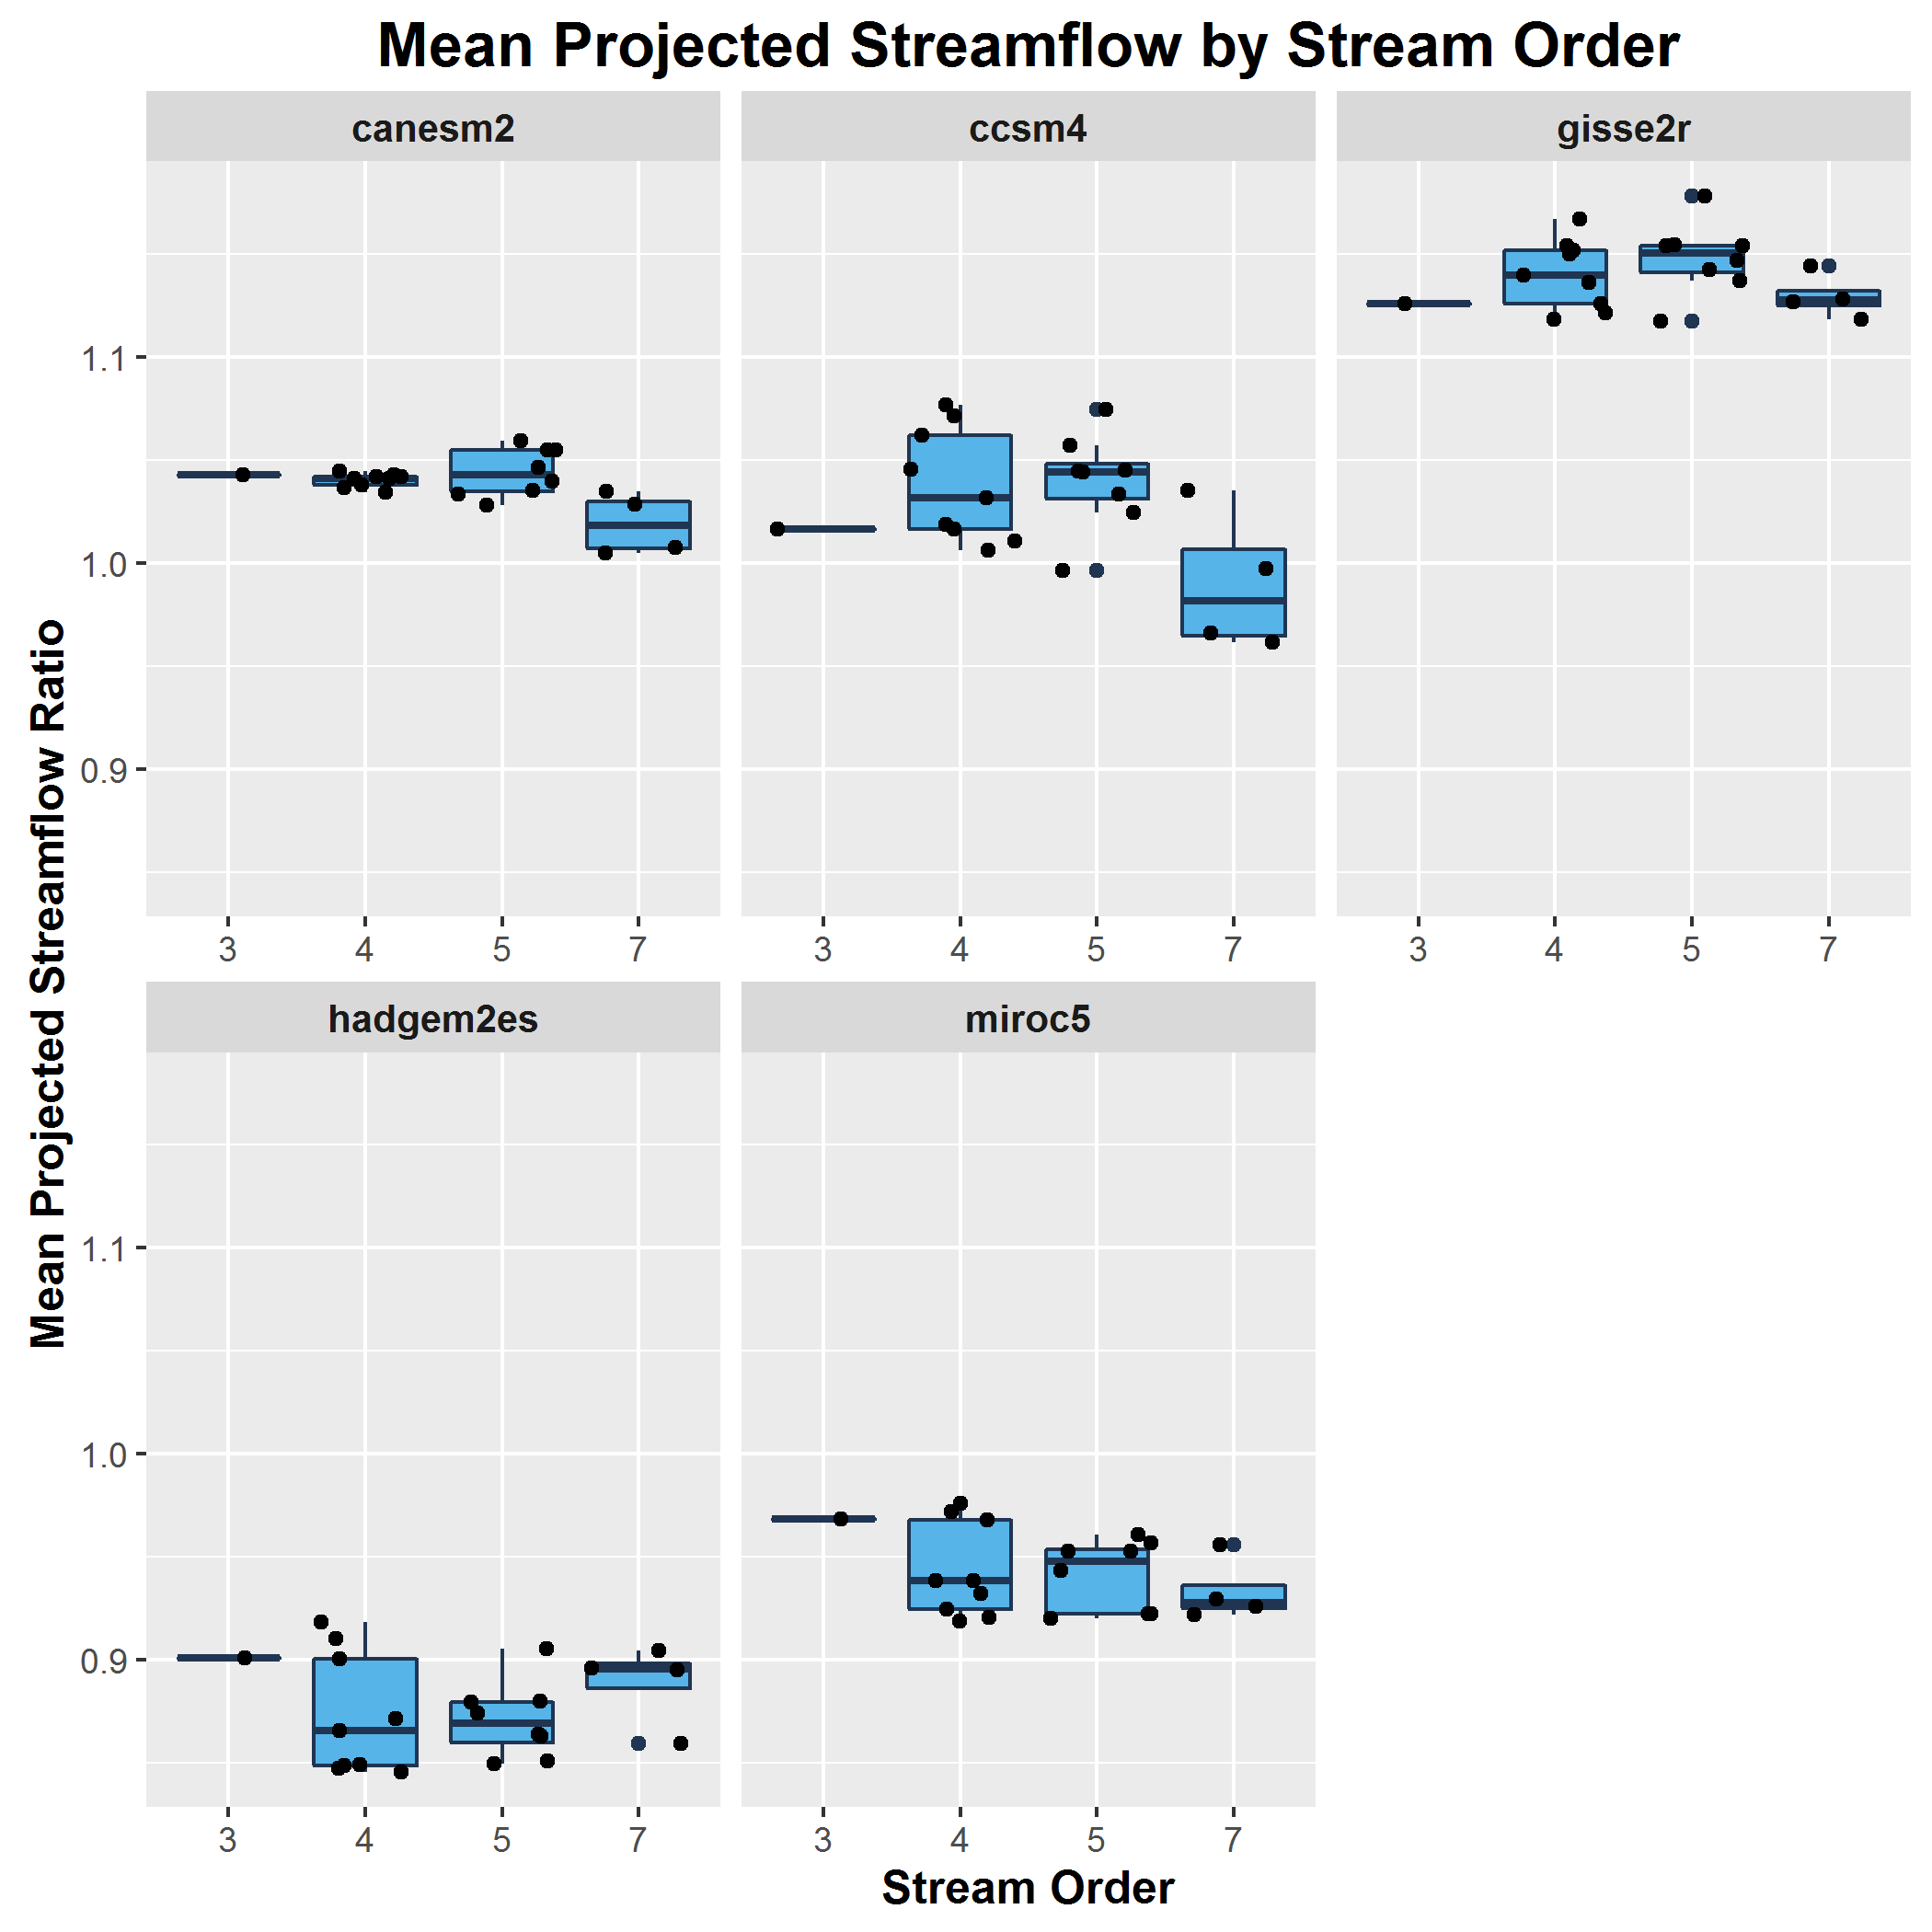 Mean Projected Streamflow by Stream Order
canesm2 ccsm4 gisse2r
1.1
1.0
0.9
3 4 5 7 3 4 5 7 3 4 5 7
Mean Projected Streamflow Ratio
hadgem2es miroc5
1.1
1.0
0.9
3 4 5 7 3 4 5 7
Stream Order